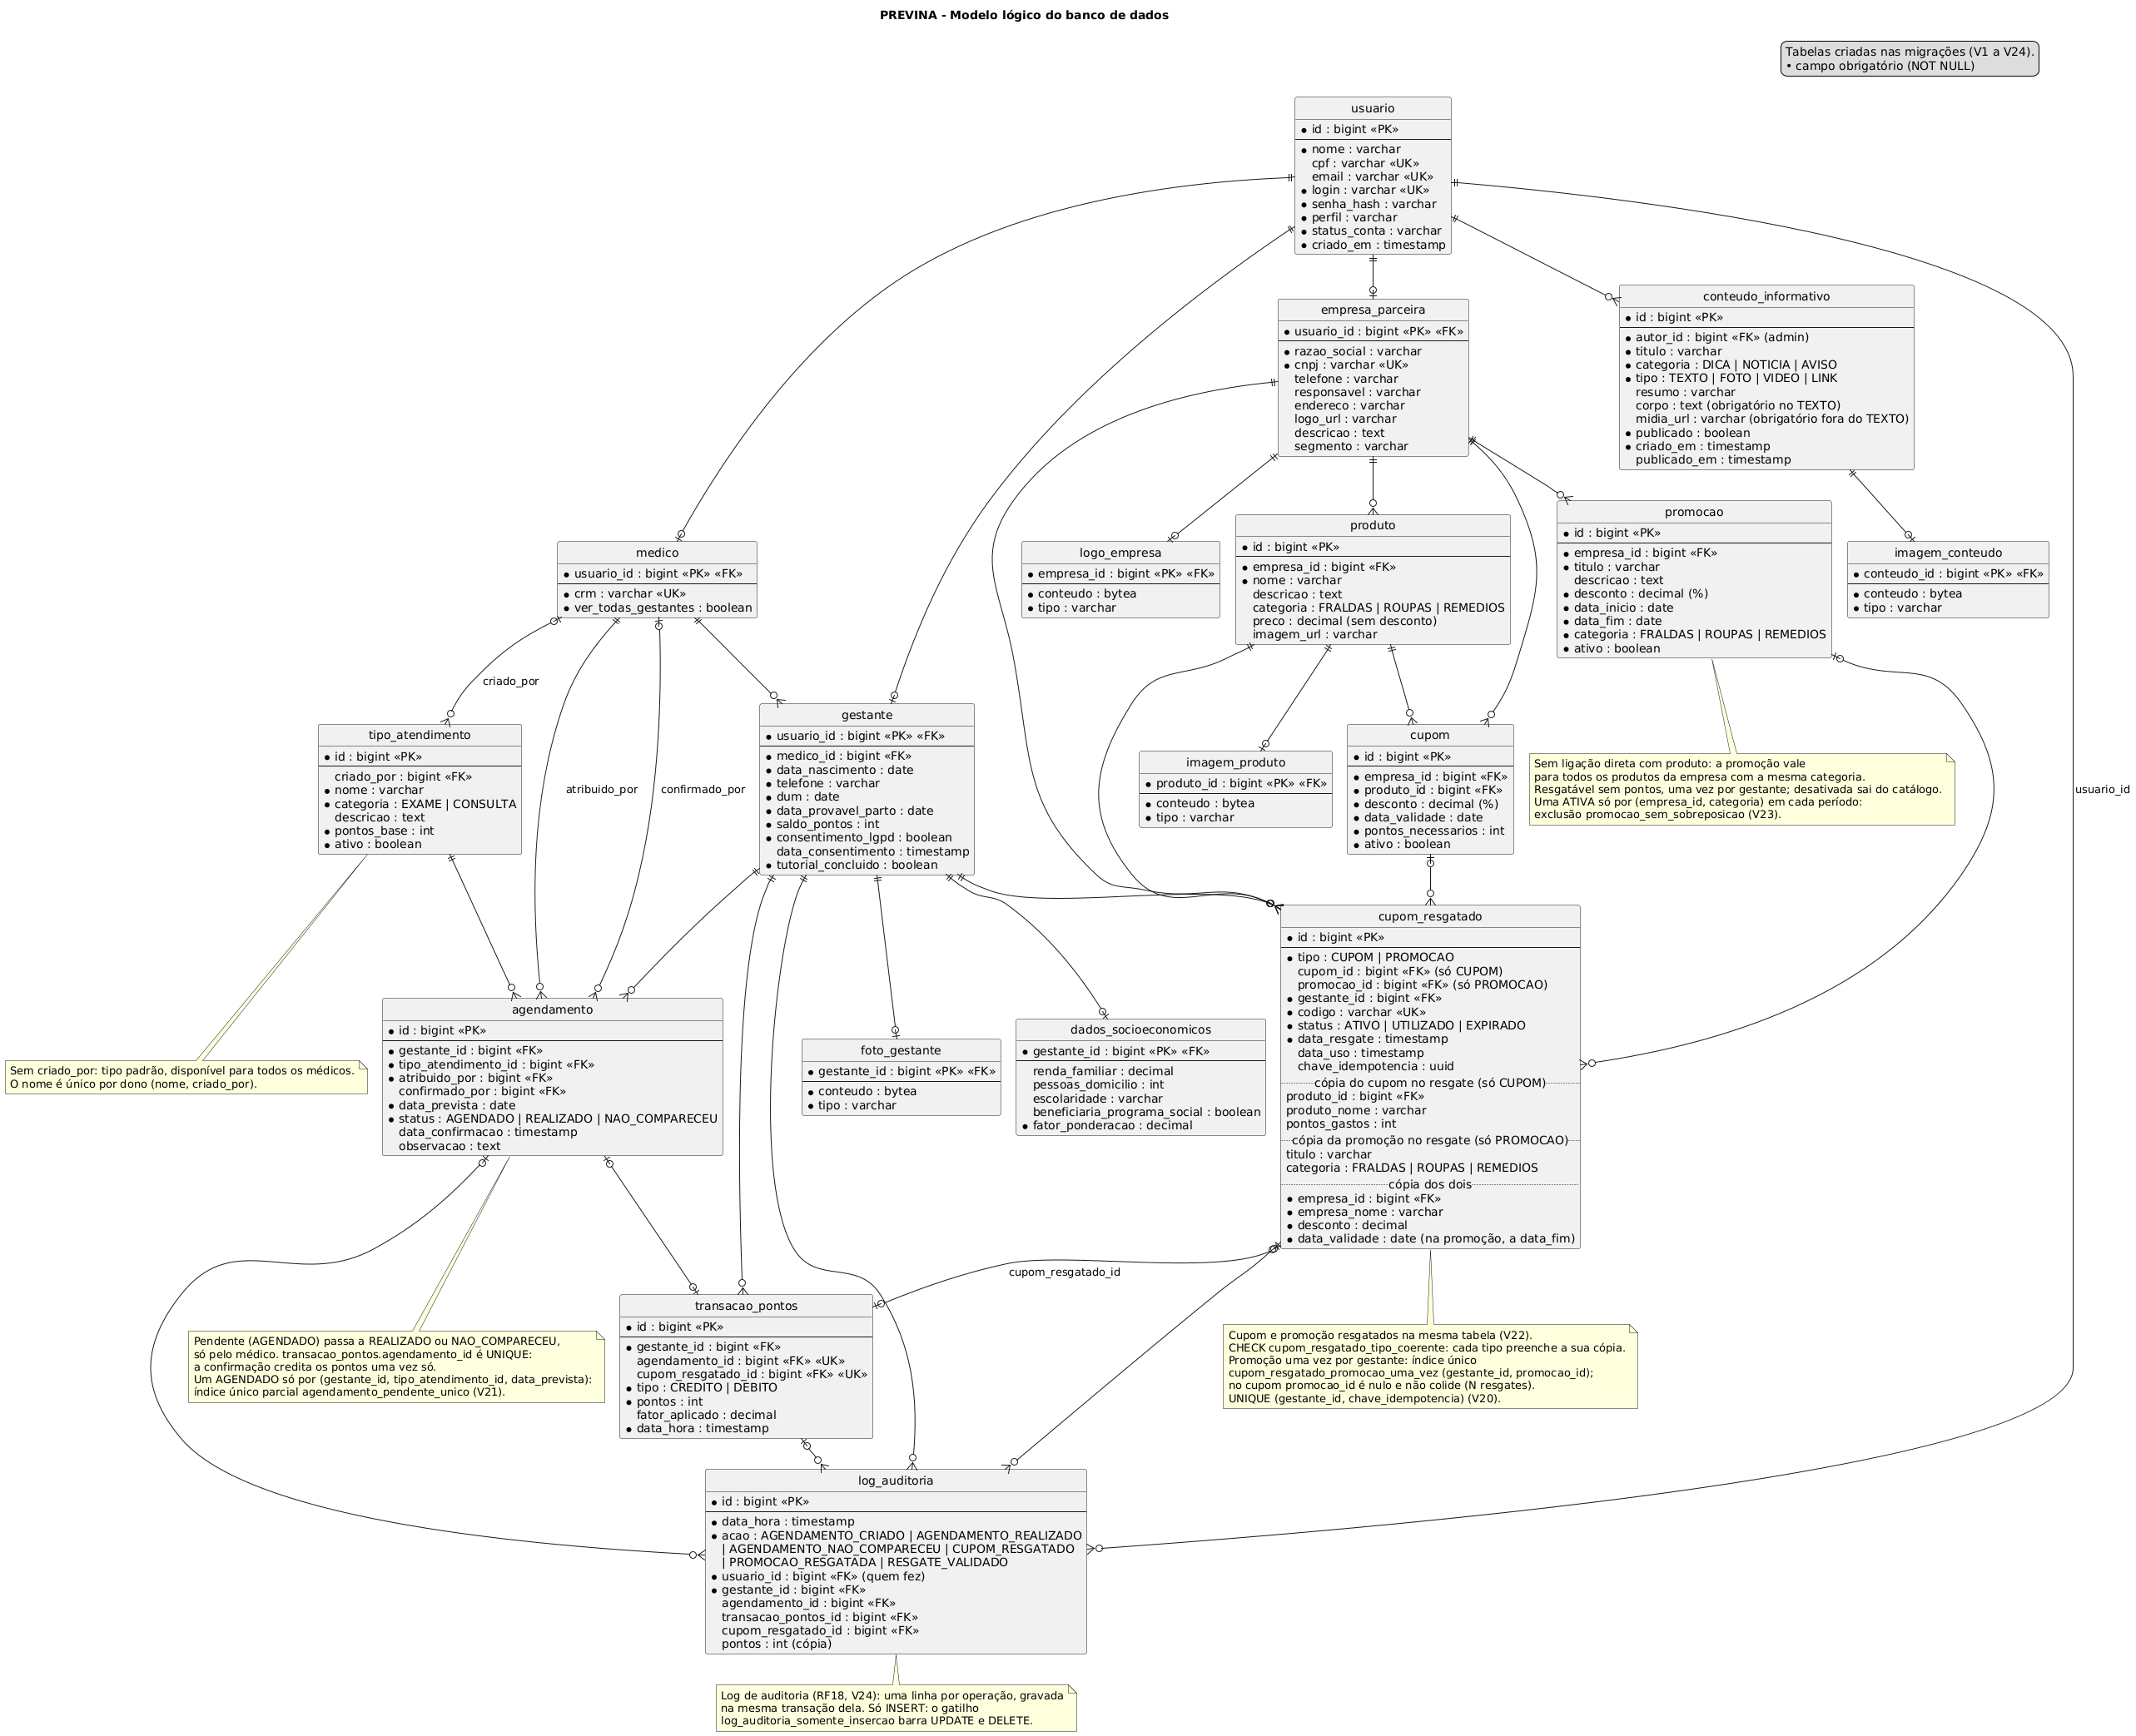 PREVINA - Modelo lógico do banco de dados
Tabelas criadas nas migrações (V1 a V24).
• campo obrigatório (NOT NULL)
usuario
id : bigint «PK»
nome : varchar
cpf : varchar «UK»
email : varchar «UK»
login : varchar «UK»
senha_hash : varchar
perfil : varchar
status_conta : varchar
criado_em : timestamp
empresa_parceira
usuario_id : bigint «PK» «FK»
razao_social : varchar
cnpj : varchar «UK»
telefone : varchar
responsavel : varchar
endereco : varchar
logo_url : varchar
descricao : text
segmento : varchar
conteudo_informativo
id : bigint «PK»
autor_id : bigint «FK» (admin)
titulo : varchar
categoria : DICA | NOTICIA | AVISO
tipo : TEXTO | FOTO | VIDEO | LINK
resumo : varchar
corpo : text (obrigatório no TEXTO)
midia_url : varchar (obrigatório fora do TEXTO)
publicado : boolean
criado_em : timestamp
publicado_em : timestamp
medico
usuario_id : bigint «PK» «FK»
crm : varchar «UK»
ver_todas_gestantes : boolean
logo_empresa
empresa_id : bigint «PK» «FK»
conteudo : bytea
tipo : varchar
produto
id : bigint «PK»
empresa_id : bigint «FK»
nome : varchar
descricao : text
categoria : FRALDAS | ROUPAS | REMEDIOS
preco : decimal (sem desconto)
imagem_url : varchar
promocao
id : bigint «PK»
empresa_id : bigint «FK»
titulo : varchar
descricao : text
desconto : decimal (%)
data_inicio : date
data_fim : date
categoria : FRALDAS | ROUPAS | REMEDIOS
ativo : boolean
imagem_conteudo
conteudo_id : bigint «PK» «FK»
conteudo : bytea
tipo : varchar
criado_por
atribuido_por
confirmado_por
usuario_id
tipo_atendimento
id : bigint «PK»
criado_por : bigint «FK»
nome : varchar
categoria : EXAME | CONSULTA
descricao : text
pontos_base : int
ativo : boolean
gestante
usuario_id : bigint «PK» «FK»
medico_id : bigint «FK»
data_nascimento : date
telefone : varchar
dum : date
data_provavel_parto : date
saldo_pontos : int
consentimento_lgpd : boolean
data_consentimento : timestamp
tutorial_concluido : boolean
imagem_produto
produto_id : bigint «PK» «FK»
conteudo : bytea
tipo : varchar
cupom
id : bigint «PK»
empresa_id : bigint «FK»
produto_id : bigint «FK»
desconto : decimal (%)
data_validade : date
pontos_necessarios : int
ativo : boolean
Sem ligação direta com produto: a promoção vale
para todos os produtos da empresa com a mesma categoria.
Resgatável sem pontos, uma vez por gestante; desativada sai do catálogo.
Uma ATIVA só por (empresa_id, categoria) em cada período:
exclusão promocao_sem_sobreposicao (V23).
Sem criado_por: tipo padrão, disponível para todos os médicos.
O nome é único por dono (nome, criado_por).
agendamento
id : bigint «PK»
gestante_id : bigint «FK»
tipo_atendimento_id : bigint «FK»
atribuido_por : bigint «FK»
confirmado_por : bigint «FK»
data_prevista : date
status : AGENDADO | REALIZADO | NAO_COMPARECEU
data_confirmacao : timestamp
observacao : text
foto_gestante
gestante_id : bigint «PK» «FK»
conteudo : bytea
tipo : varchar
dados_socioeconomicos
gestante_id : bigint «PK» «FK»
renda_familiar : decimal
pessoas_domicilio : int
escolaridade : varchar
beneficiaria_programa_social : boolean
fator_ponderacao : decimal
cupom_resgatado
id : bigint «PK»
tipo : CUPOM | PROMOCAO
cupom_id : bigint «FK» (só CUPOM)
promocao_id : bigint «FK» (só PROMOCAO)
gestante_id : bigint «FK»
codigo : varchar «UK»
status : ATIVO | UTILIZADO | EXPIRADO
data_resgate : timestamp
data_uso : timestamp
chave_idempotencia : uuid
cópia do cupom no resgate (só CUPOM)
produto_id : bigint «FK»
produto_nome : varchar
pontos_gastos : int
cópia da promoção no resgate (só PROMOCAO)
titulo : varchar
categoria : FRALDAS | ROUPAS | REMEDIOS
cópia dos dois
empresa_id : bigint «FK»
empresa_nome : varchar
desconto : decimal
data_validade : date (na promoção, a data_fim)
cupom_resgatado_id
Pendente (AGENDADO) passa a REALIZADO ou NAO_COMPARECEU,
só pelo médico. transacao_pontos.agendamento_id é UNIQUE:
a confirmação credita os pontos uma vez só.
Um AGENDADO só por (gestante_id, tipo_atendimento_id, data_prevista):
índice único parcial agendamento_pendente_unico (V21).
transacao_pontos
id : bigint «PK»
gestante_id : bigint «FK»
agendamento_id : bigint «FK» «UK»
cupom_resgatado_id : bigint «FK» «UK»
tipo : CREDITO | DEBITO
pontos : int
fator_aplicado : decimal
data_hora : timestamp
Cupom e promoção resgatados na mesma tabela (V22).
CHECK cupom_resgatado_tipo_coerente: cada tipo preenche a sua cópia.
Promoção uma vez por gestante: índice único
cupom_resgatado_promocao_uma_vez (gestante_id, promocao_id);
no cupom promocao_id é nulo e não colide (N resgates).
UNIQUE (gestante_id, chave_idempotencia) (V20).
log_auditoria
id : bigint «PK»
data_hora : timestamp
acao : AGENDAMENTO_CRIADO | AGENDAMENTO_REALIZADO
| AGENDAMENTO_NAO_COMPARECEU | CUPOM_RESGATADO
| PROMOCAO_RESGATADA | RESGATE_VALIDADO
usuario_id : bigint «FK» (quem fez)
gestante_id : bigint «FK»
agendamento_id : bigint «FK»
transacao_pontos_id : bigint «FK»
cupom_resgatado_id : bigint «FK»
pontos : int (cópia)
Log de auditoria (RF18, V24): uma linha por operação, gravada
na mesma transação dela. Só INSERT: o gatilho
log_auditoria_somente_insercao barra UPDATE e DELETE.